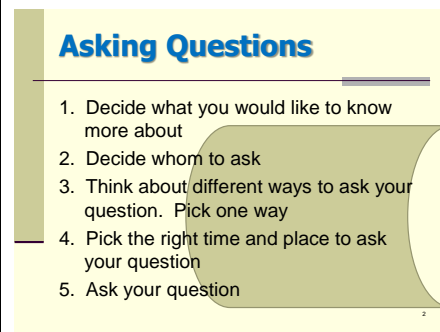 Asking Questions
1. Decide what you would like to know
more about
2. Decide whom to ask
3. Think about different ways to ask your
question. Pick one way
4. Pick the right time and place to ask
your question
5. Ask your question
2